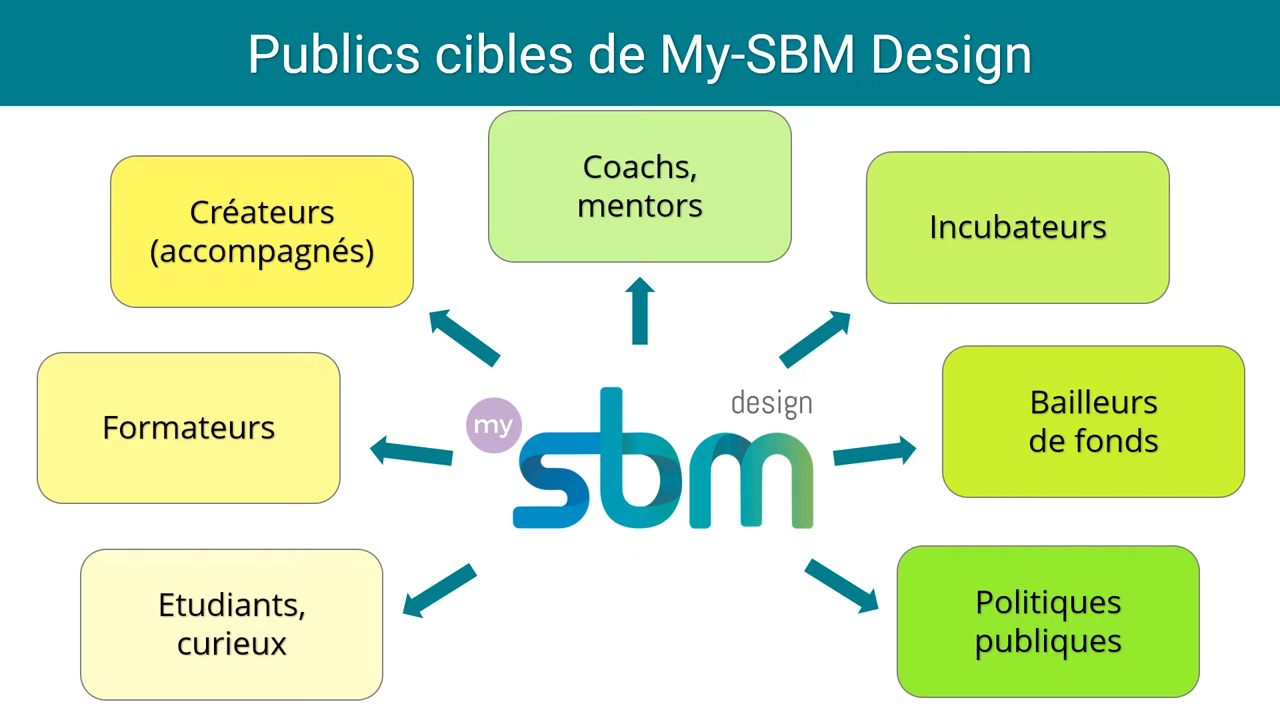 Publics cibles de My-SBM Design
Coachs,
mentors
Créateurs
(accompagnés)
Incubateurs
Formateurs
Bailleurs
de fonds
Etudiants,
curieux
Politiques
publiques
my
design
sbm